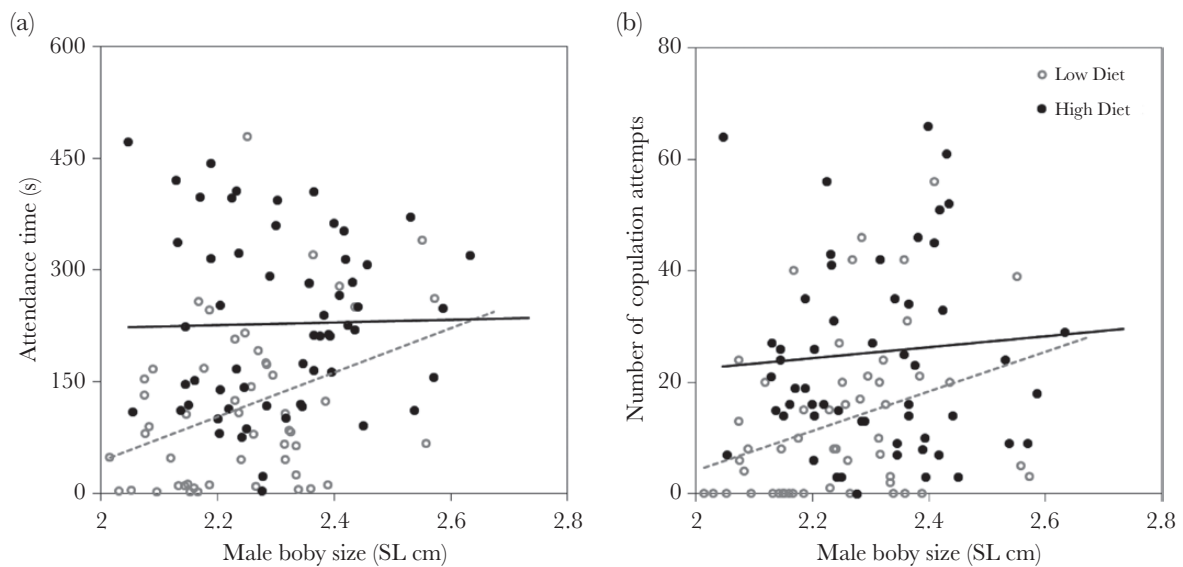 (a)
600
450
300
150
0
Attendance time (s)
2 2.2 2.4 2.6 2.8
Male boby size (SL cm)
(b)
80
60
40
20
0
Number of copulation attempts
Low Diet
High Diet
2 2.2 2.4 2.6 2.8
Male boby size (SL cm)